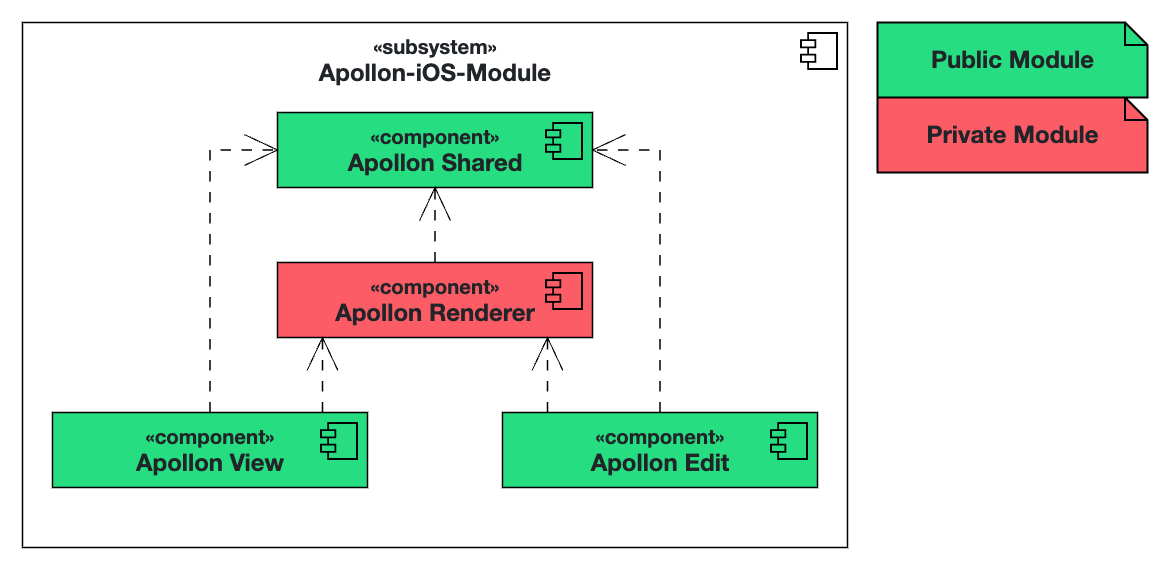 «subsystem»
Apollon-iOS-Module
«component»
Apollon Shared
«component»
Apollon Renderer
«component»
Apollon View
«component»
Apollon Edit
Public Module
Private Module